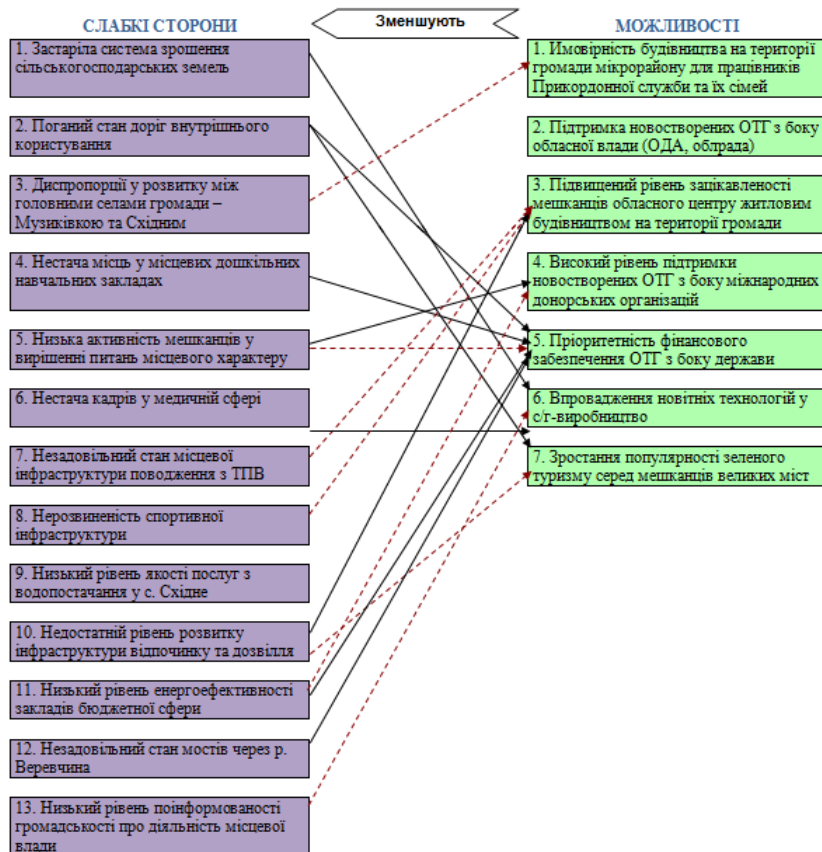 Зменшують
СЛАБКІ СТОРОНИ
1. Застаріла система зрошення
сільськогосподарських земель
2. Поганий стан доріг внутрішнього
користування
3. Диспропорції у розвитку між
головними селами громади –
Музиківкою та Східним
4. Нестача місць у місцевих дошкільних
навчальних закладах
5. Низька активність мешканців у
вирішенні питань місцевого характеру
6. Нестача кадрів у медичній сфері
7. Незадовільний стан місцевої
інфраструктури поводження з ТПВ
8. Нерозвиненість спортивної
інфраструктури
9. Низький рівень якості послуг з
водопостачання у с. Східне
10. Недостатній рівень розвитку
інфраструктури відпочинку та дозвілля
11. Низький рівень енергоефективності
закладів бюджетної сфери
12. Незадовільний стан мостів через р.
Веревчина
13. Низький рівень поінформованості
громадськості про діяльність місцевої
влади
МОЖЛИВОСТІ
1. Имовірність будівництва на території
громади мікрорайону для працівників
Прикордонної служби та їх сімей
2. Підтримка новостворених ОТГ з боку
обласної влади (ОДА, облрада)
3. Підвищений рівень зацікавленості
мешканців обласного центру житловим
будівництвом на території громади
4. Високий рівень підтримки
новостворених ОТГ з боку міжнародних
донорських організацій
5. Пріоритетність фінансового
забезпечення ОТГ з боку держави
6. Впровадження новітніх технологій у
с/г-виробництво
7. Зростання популярності зеленого
туризму серед мешканців великих міст